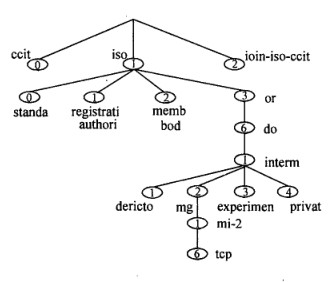 ccit
0
iso
1
2
ioin-iso-ccit
0
1
2
3
or
standa
registrati
authori
memb
bod
6
do
1
interm
1
2
3
4
dericto
mg
experimen
privat
1
mi-2
6
tcp